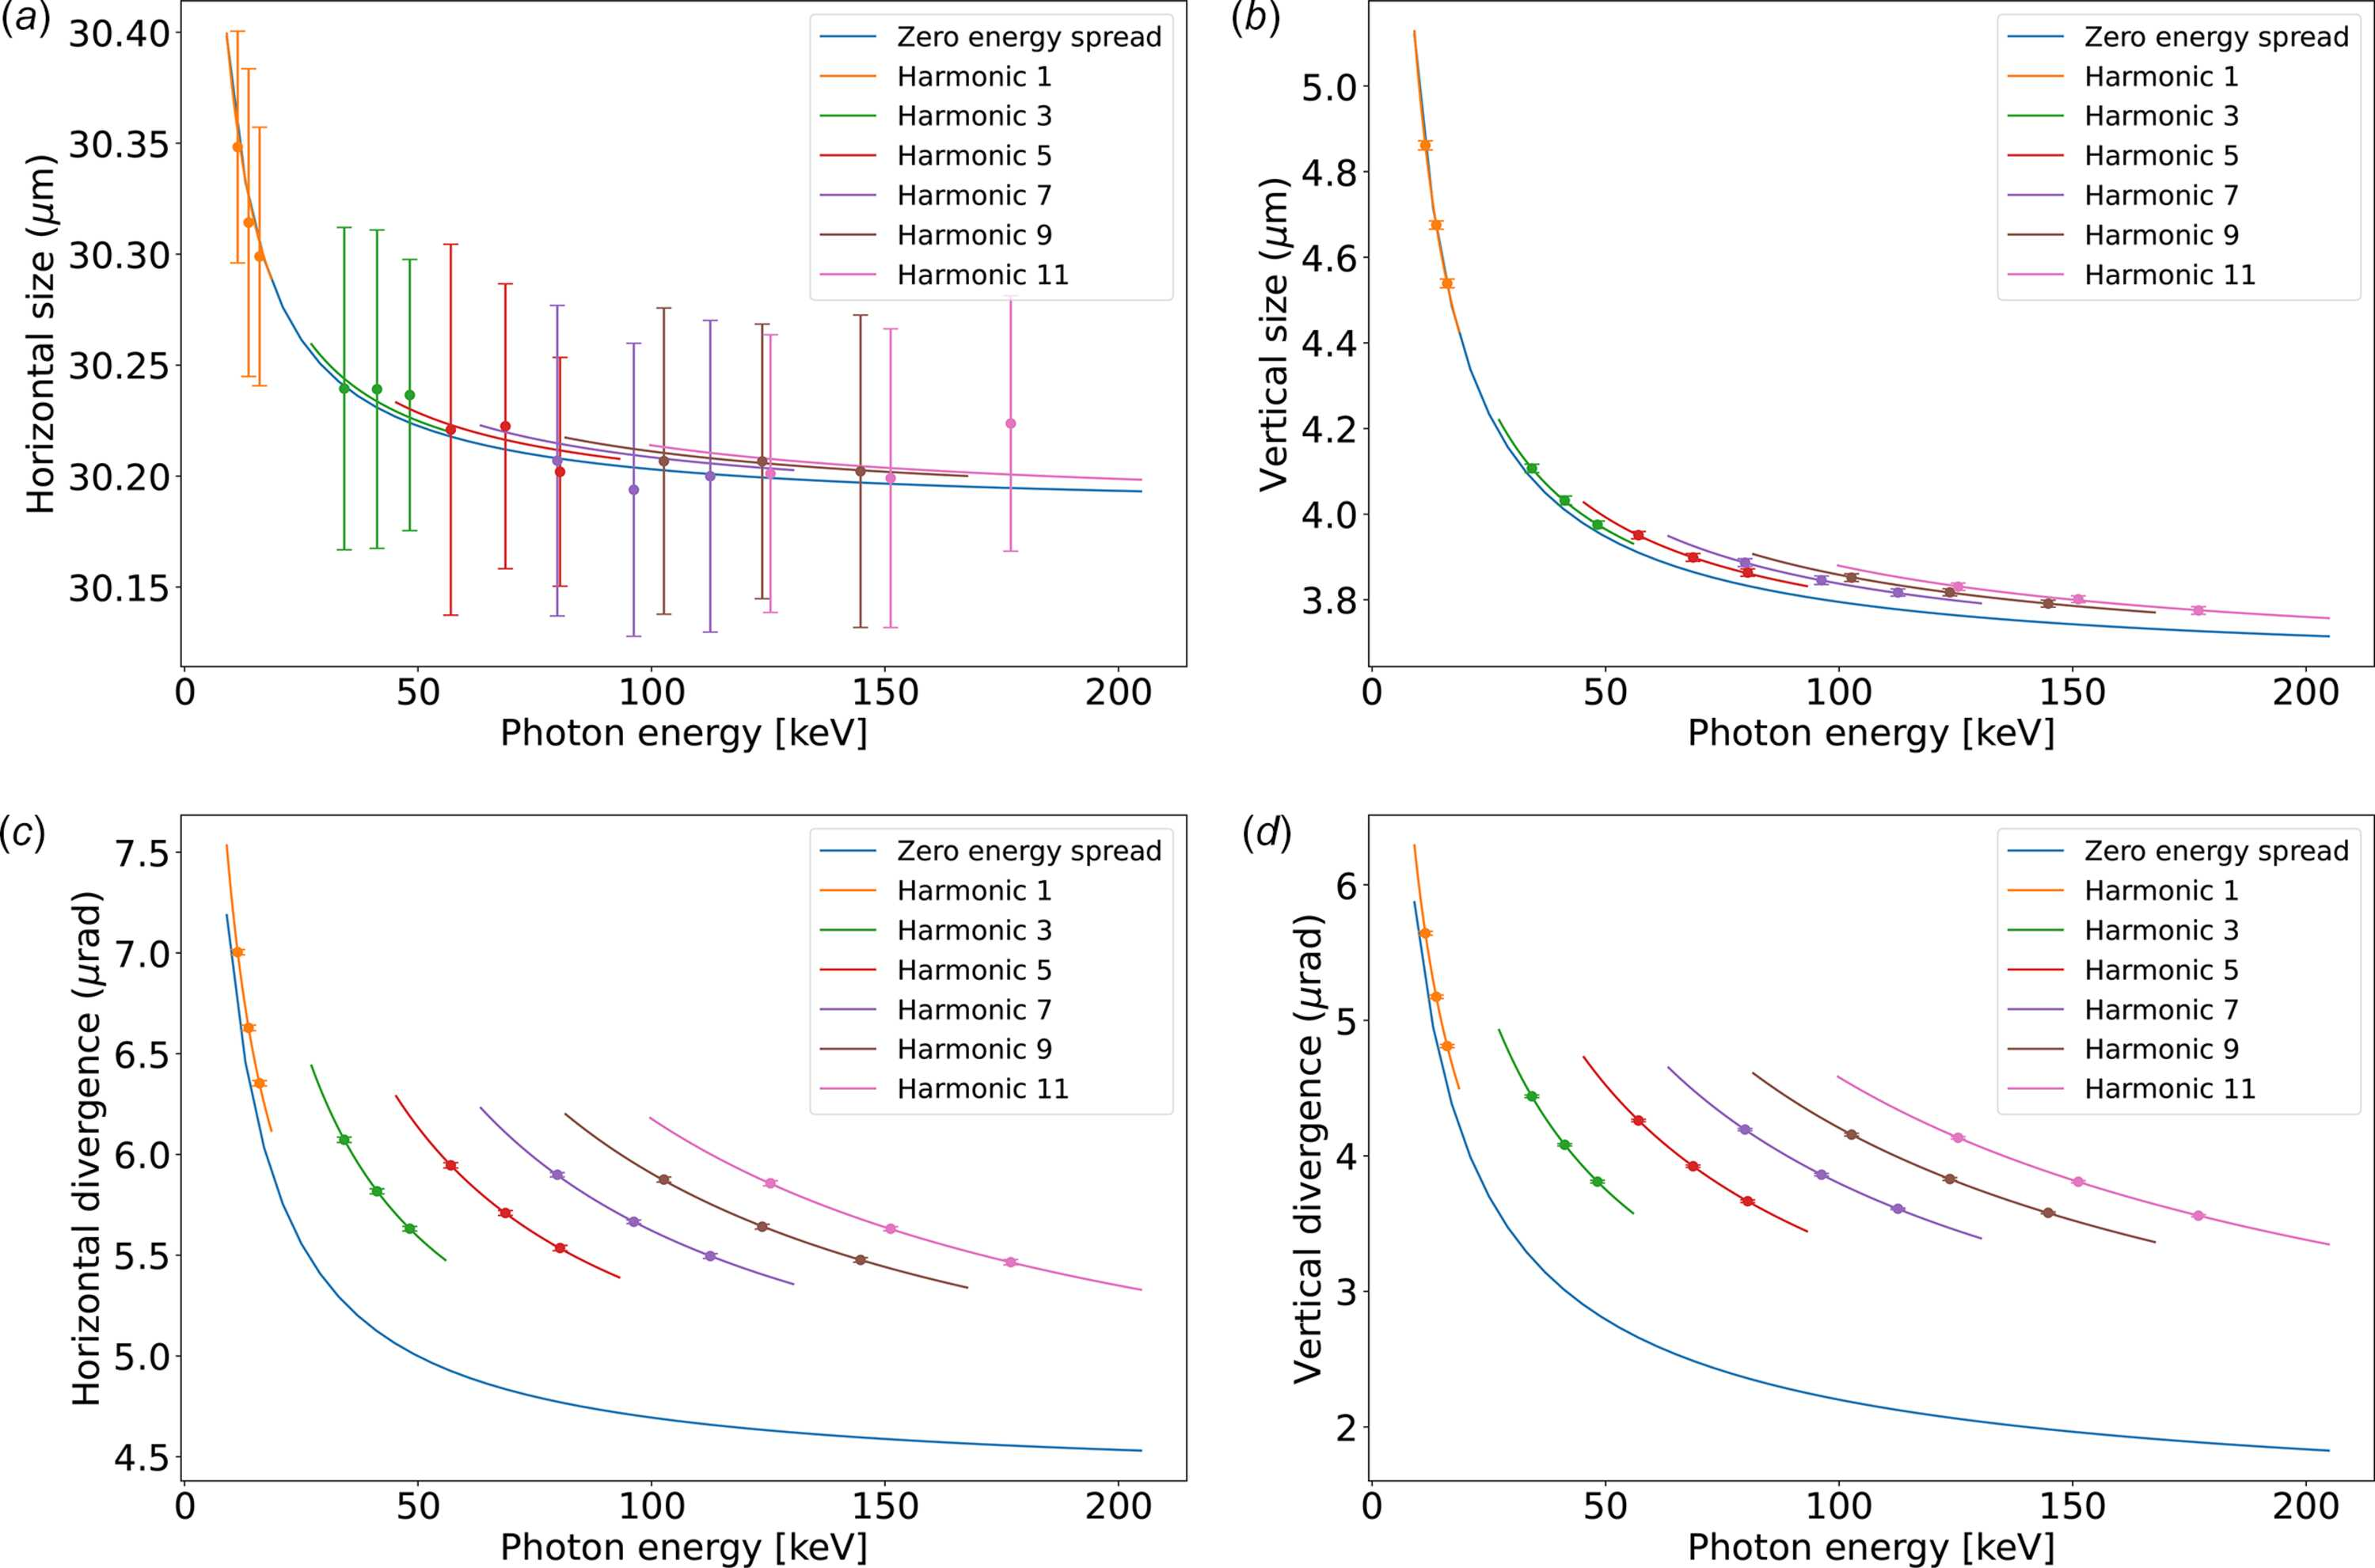 (a)
Horizontal size (μm)
30.40
30.35
30.30
30.25
30.20
30.15
0 50 100 150 200
Photon energy [keV]
Zero energy spread
Harmonic 1
Harmonic 3
Harmonic 5
Harmonic 7
Harmonic 9
Harmonic 11
(b)
Vertical size (μm)
5.0
4.8
4.6
4.4
4.2
4.0
3.8
0 50 100 150 200
Photon energy [keV]
Zero energy spread
Harmonic 1
Harmonic 3
Harmonic 5
Harmonic 7
Harmonic 9
Harmonic 11
(c)
Horizontal divergence (μrad)
7.5
7.0
6.5
6.0
5.5
5.0
4.5
0 50 100 150 200
Photon energy [keV]
Zero energy spread
Harmonic 1
Harmonic 3
Harmonic 5
Harmonic 7
Harmonic 9
Harmonic 11
(d)
Vertical divergence (μrad)
6
5
4
3
2
0 50 100 150 200
Photon energy [keV]
Zero energy spread
Harmonic 1
Harmonic 3
Harmonic 5
Harmonic 7
Harmonic 9
Harmonic 11